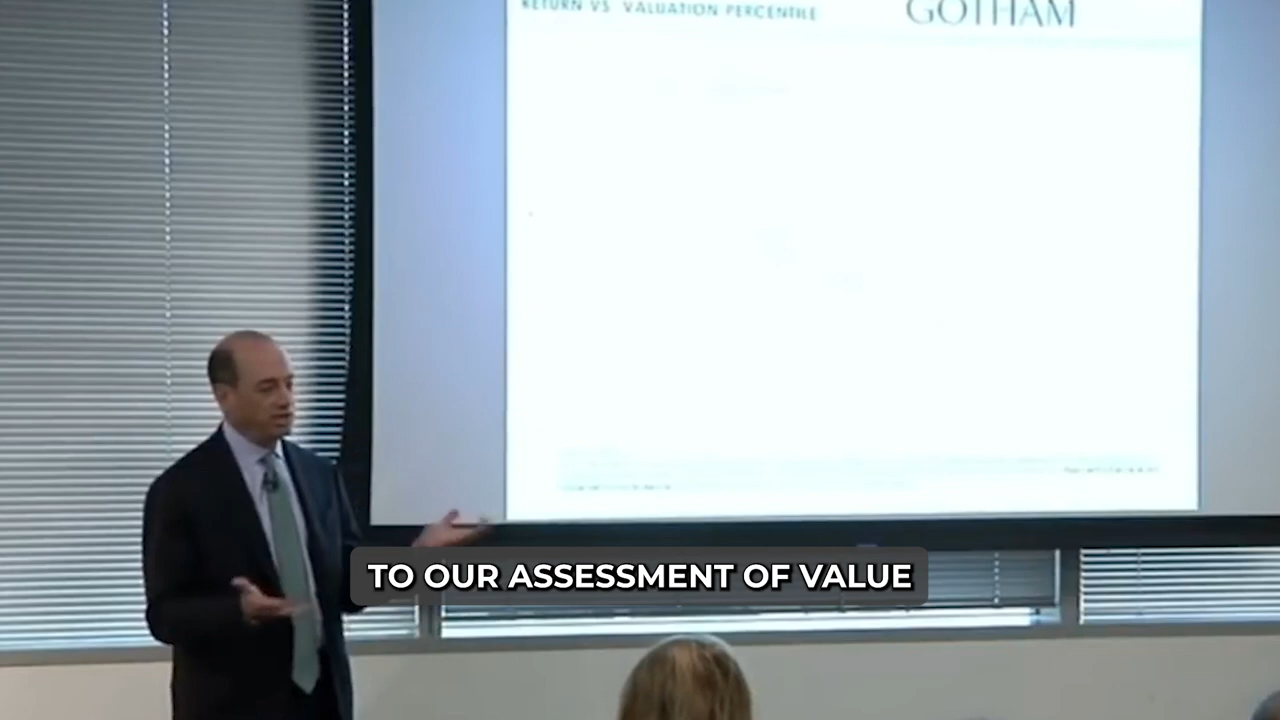 RETURN VS VALUATION PERCENTILE
GOTHAM
TO OUR ASSESSMENT OF VALUE